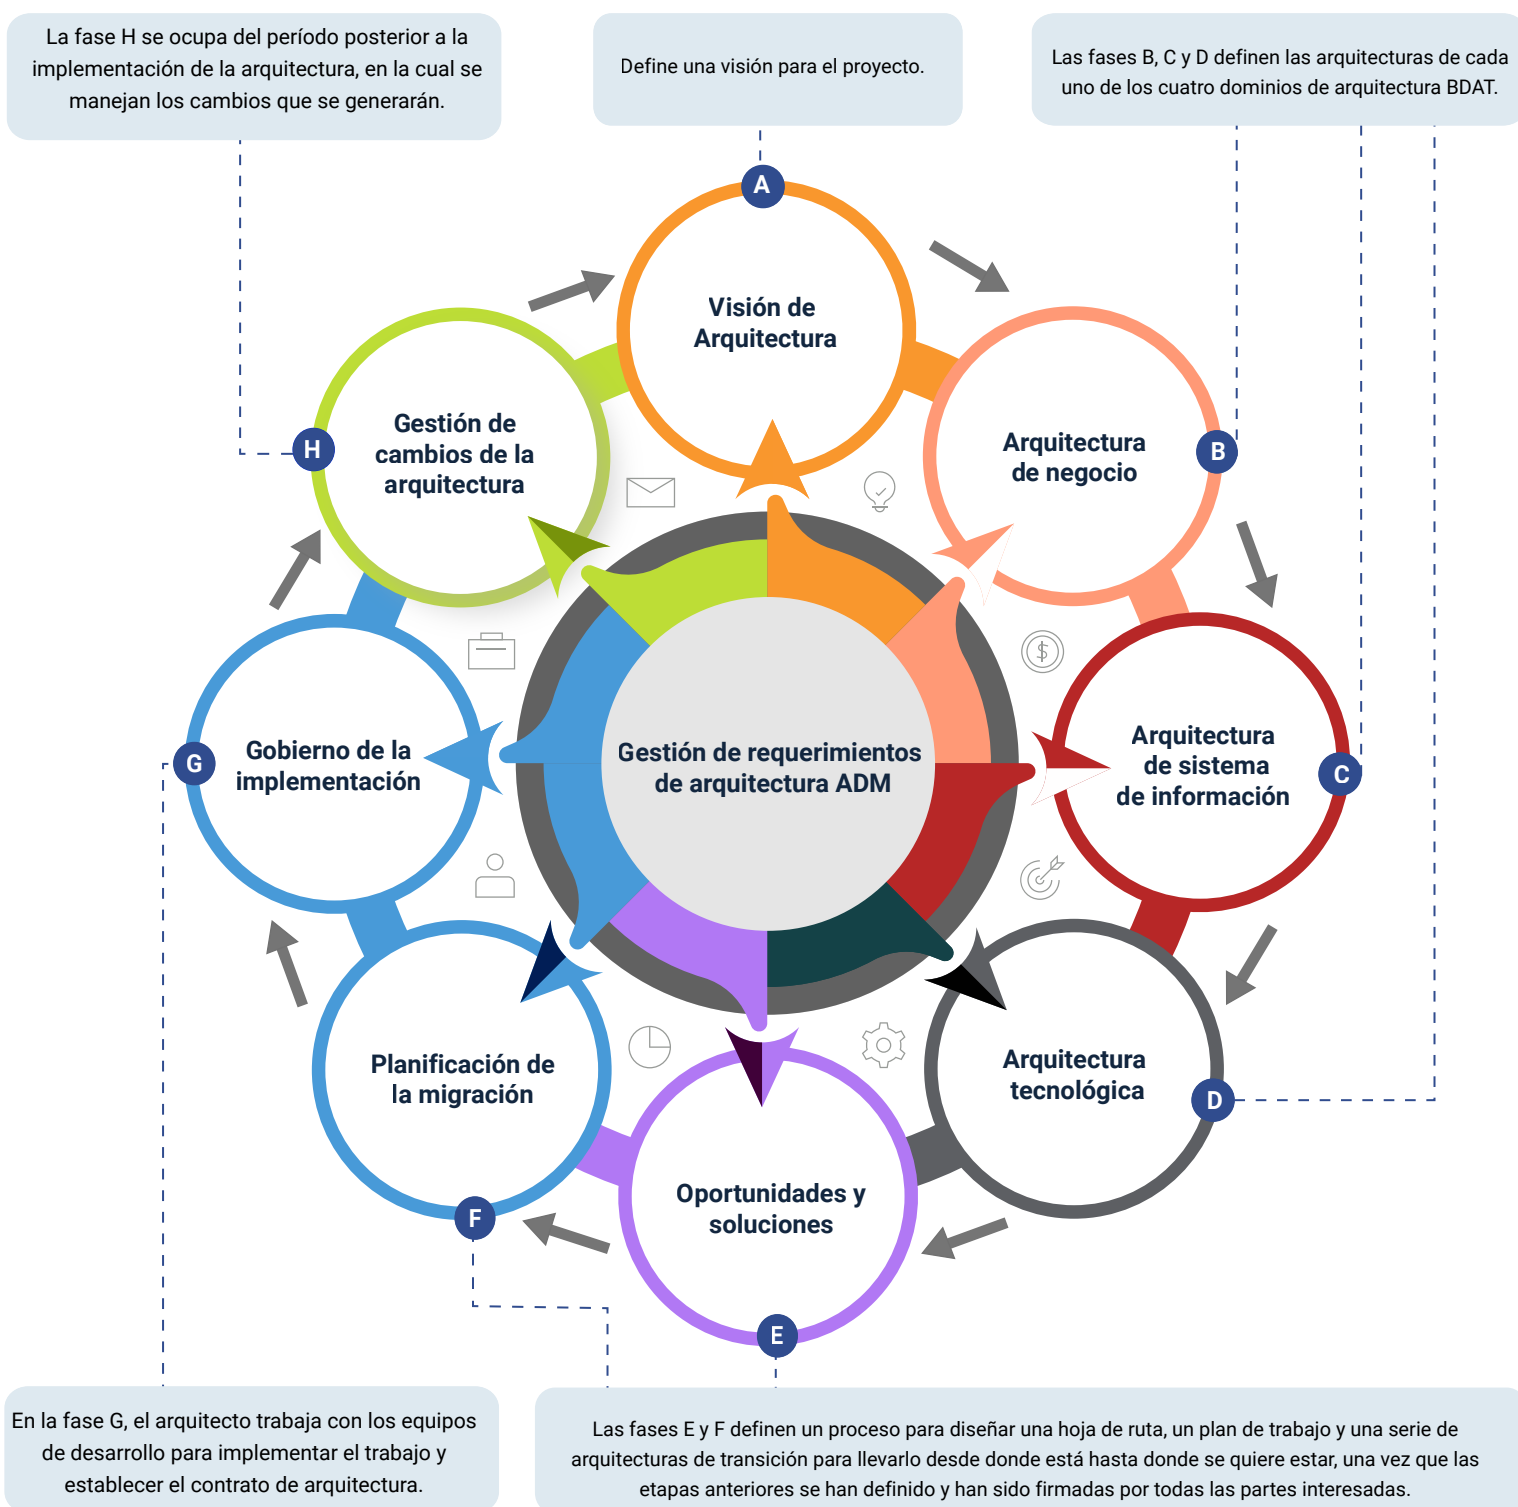 La fase H se ocupa del período posterior a la
implementación de la arquitectura, en la cual se
manejan los cambios que se generarán.
Define una visión para el proyecto.
Las fases B, C y D definen las arquitecturas de cada
uno de los cuatro dominios de arquitectura BDAT.
A
Visión de
Arquitectura
H
Gestión de
cambios de la
arquitectura
Arquitectura
de negocio
B
G
Gobierno de la
implementación
Gestión de requerimientos
de arquitectura ADM
Arquitectura
de sistema
de información
C
$
Planificación de
la migración
F
Arquitectura
tecnológica
D
Oportunidades y
soluciones
E
En la fase G, el arquitecto trabaja con los equipos
de desarrollo para implementar el trabajo y
establecer el contrato de arquitectura.
Las fases E y F definen un proceso para diseñar una hoja de ruta, un plan de trabajo y una serie de
arquitecturas de transición para llevarlo desde donde está hasta donde se quiere estar, una vez que las
etapas anteriores se han definido y han sido firmadas por todas las partes interesadas.